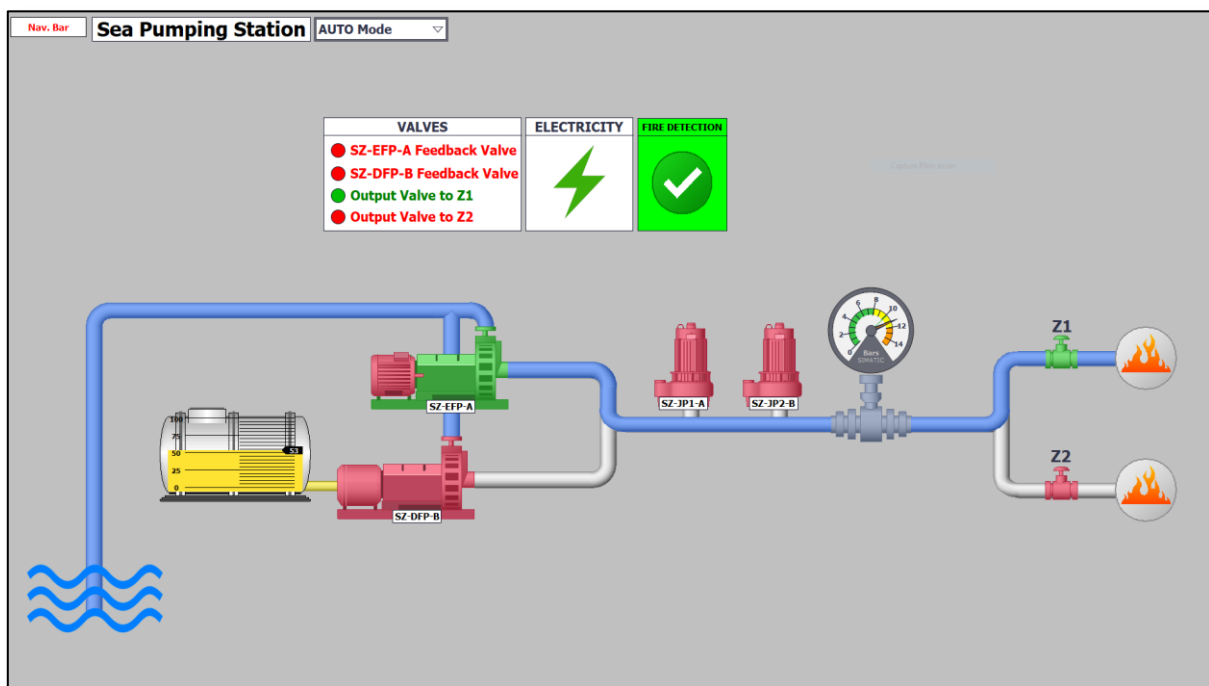 Nav. Bar
Sea Pumping Station
AUTO Mode
VALVES
SZ-EFP-A Feedback Valve
SZ-DFP-B Feedback Valve
Output Valve to Z1
Output Valve to Z2
ELECTRICITY
FIRE DETECTION
0
2
4
6
8
10
12
14
Bars
SIMATIC
Z1
SZ-EFP-A
SZ-JP1-A
SZ-JP2-B
100
75
50
25
0
53
SZ-DFP-B
Z2